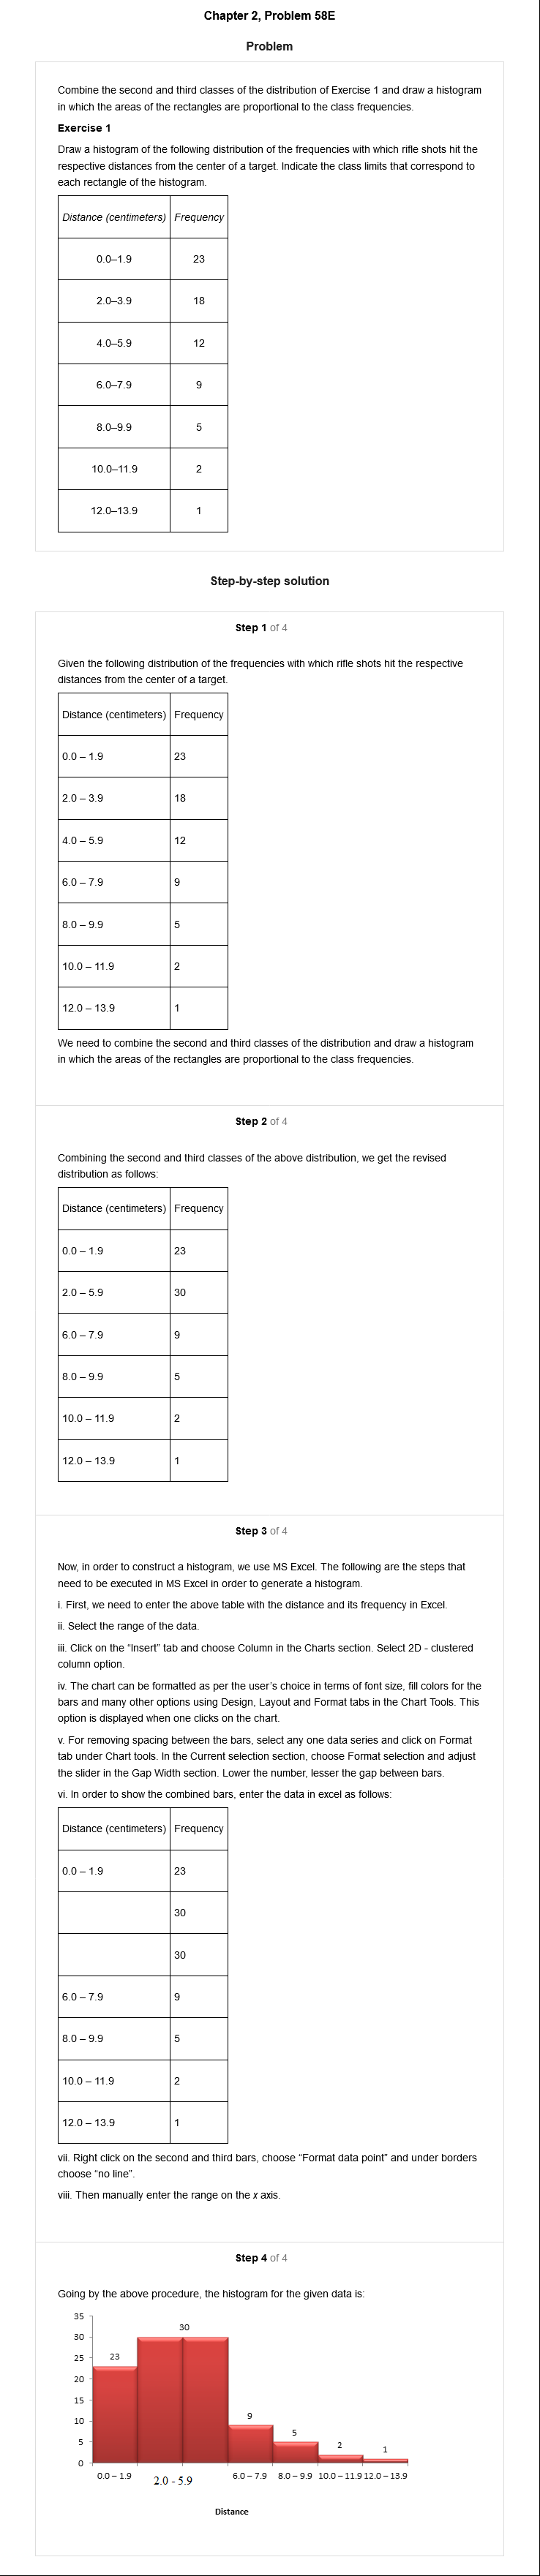 Chapter 2, Problem 58E
Problem
Combine the second and third classes of the distribution of Exercise 1 and draw a histogram
in which the areas of the rectangles are proportional to the class frequencies.
Exercise 1
Draw a histogram of the following distribution of the frequencies with which rifle shots hit the
respective distances from the center of a target. Indicate the class limits that correspond to
each rectangle of the histogram.
Distance (centimeters) Frequency
0.0–1.9 23
2.0–3.9 18
4.0–5.9 12
6.0–7.9 9
8.0–9.9 5
10.0–11.9 2
12.0–13.9 1
Step-by-step solution
Step 1 of 4
Given the following distribution of the frequencies with which rifle shots hit the respective
distances from the center of a target.
Distance (centimeters) Frequency
0.0 – 1.9 23
2.0 – 3.9 18
4.0 – 5.9 12
6.0 – 7.9 9
8.0 – 9.9 5
10.0 – 11.9 2
12.0 – 13.9 1
We need to combine the second and third classes of the distribution and draw a histogram
in which the areas of the rectangles are proportional to the class frequencies.
Step 2 of 4
Combining the second and third classes of the above distribution, we get the revised
distribution as follows:
Distance (centimeters) Frequency
0.0 – 1.9 23
2.0 – 5.9 30
6.0 – 7.9 9
8.0 – 9.9 5
10.0 – 11.9 2
12.0 – 13.9 1
Step 3 of 4
Now, in order to construct a histogram, we use MS Excel. The following are the steps that
need to be executed in MS Excel in order to generate a histogram.
i. First, we need to enter the above table with the distance and its frequency in Excel.
ii. Select the range of the data.
iii. Click on the “Insert” tab and choose Column in the Charts section. Select 2D - clustered
column option.
iv. The chart can be formatted as per the user’s choice in terms of font size, fill colors for the
bars and many other options using Design, Layout and Format tabs in the Chart Tools. This
option is displayed when one clicks on the chart.
v. For removing spacing between the bars, select any one data series and click on Format
tab under Chart tools. In the Current selection section, choose Format selection and adjust
the slider in the Gap Width section. Lower the number, lesser the gap between bars.
vi. In order to show the combined bars, enter the data in excel as follows:
Distance (centimeters) Frequency
0.0 – 1.9 23
30
30
6.0 – 7.9 9
8.0 – 9.9 5
10.0 – 11.9 2
12.0 – 13.9 1
vii. Right click on the second and third bars, choose “Format data point” and under borders
choose “no line”.
viii. Then manually enter the range on the x axis.
Step 4 of 4
Going by the above procedure, the histogram for the given data is:
35
30
25
20
15
10
5
0
23
30
9
5
2
1
0.0 – 1.9 2.0 - 5.9 6.0 – 7.9 8.0 – 9.9 10.0 – 11.9 12.0 – 13.9
Distance